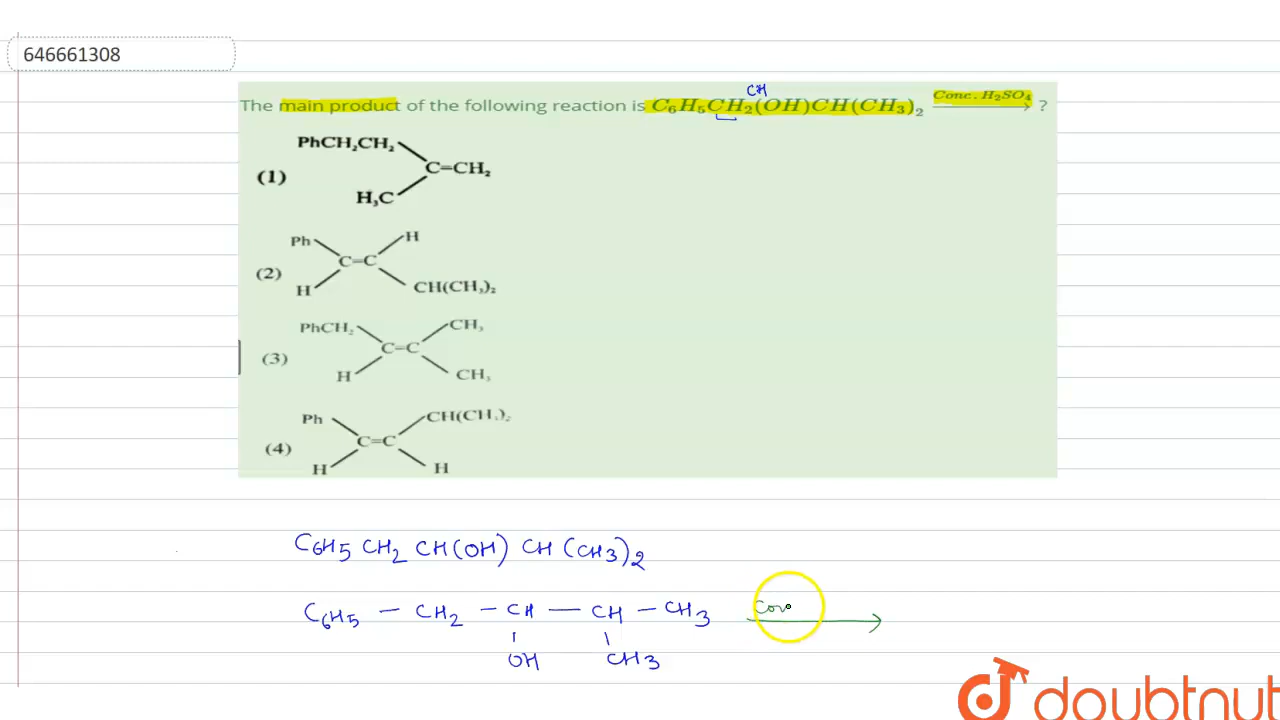 646661308
CH
The main product of the following reaction is C₆H₅CH₂(OH)CH(CH₃)₂ Conc. H₂SO₄ ?
PhCH₂CH₂
(1) C=CH₂
H₃C
Ph H
(2) C=C
H CH(CH₃)₂
PhCH₂ CH₃
(3) C=C
H CH₃
Ph CH(CH₃)₂
(4) C=C
H H
C₆H₅ CH₂ CH(OH) CH (CH₃)₂
C₆H₅ — CH₂ — CH — CH — CH₃ Con
OH CH₃
doubtnut